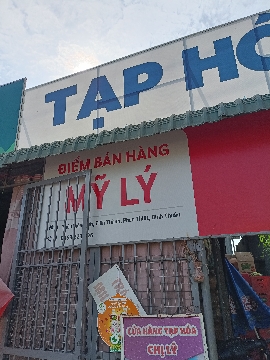 TẠP HÓ
ĐIỂM BÁN HÀNG
MỸ LÝ
CỬA HÀNG TẠP HÓA
CHỊ LÝ